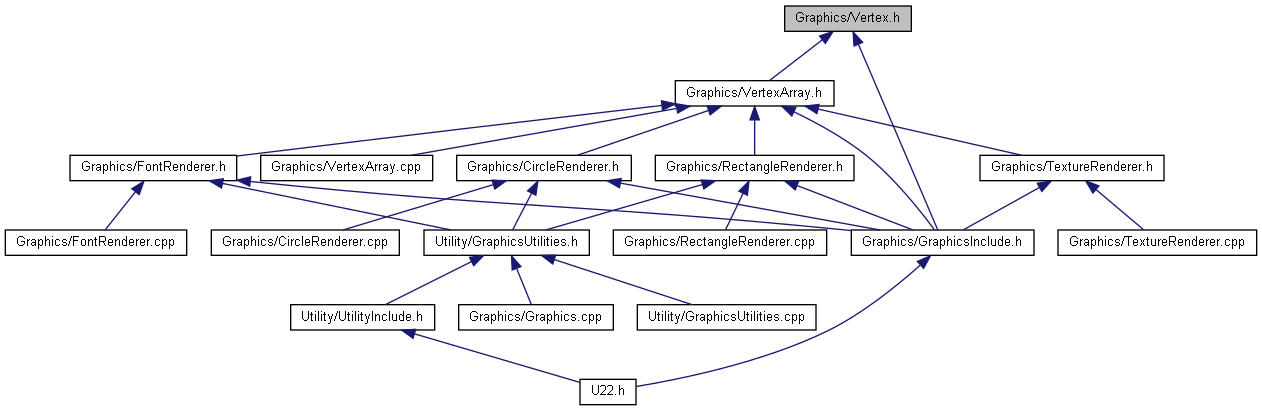 Graphics/Vertex.h
Graphics/VertexArray.h
Graphics/FontRenderer.h
Graphics/VertexArray.cpp
Graphics/CircleRenderer.h
Graphics/RectangleRenderer.h
Graphics/TextureRenderer.h
Graphics/FontRenderer.cpp
Graphics/CircleRenderer.cpp
Utility/GraphicsUtilities.h
Graphics/RectangleRenderer.cpp
Graphics/GraphicsInclude.h
Graphics/TextureRenderer.cpp
Utility/UtilityInclude.h
Graphics/Graphics.cpp
Utility/GraphicsUtilities.cpp
U22.h